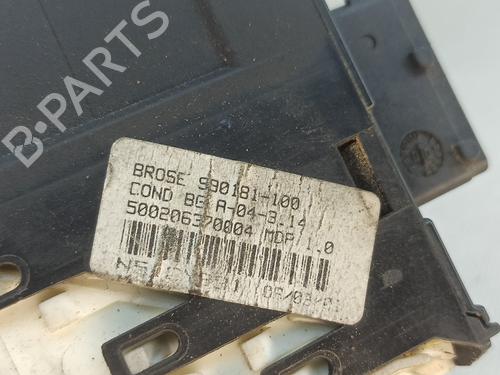 B-PARTS
BROSE 990181-100
COND BG A-04-3.14
500206370004 MDP 1.0